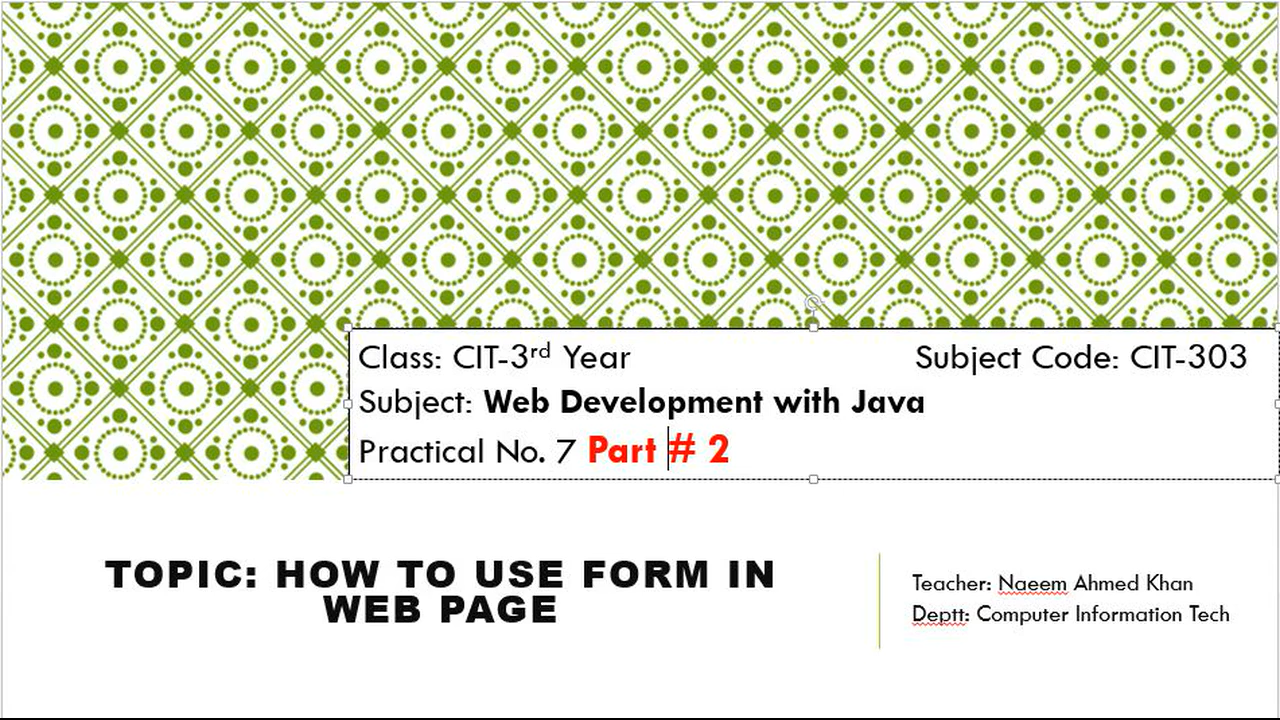 Class: CIT-3rd Year Subject Code: CIT-303
Subject: Web Development with Java
Practical No. 7 Part # 2
TOPIC: HOW TO USE FORM IN
WEB PAGE
Teacher: Naeem Ahmed Khan
Deptt: Computer Information Tech